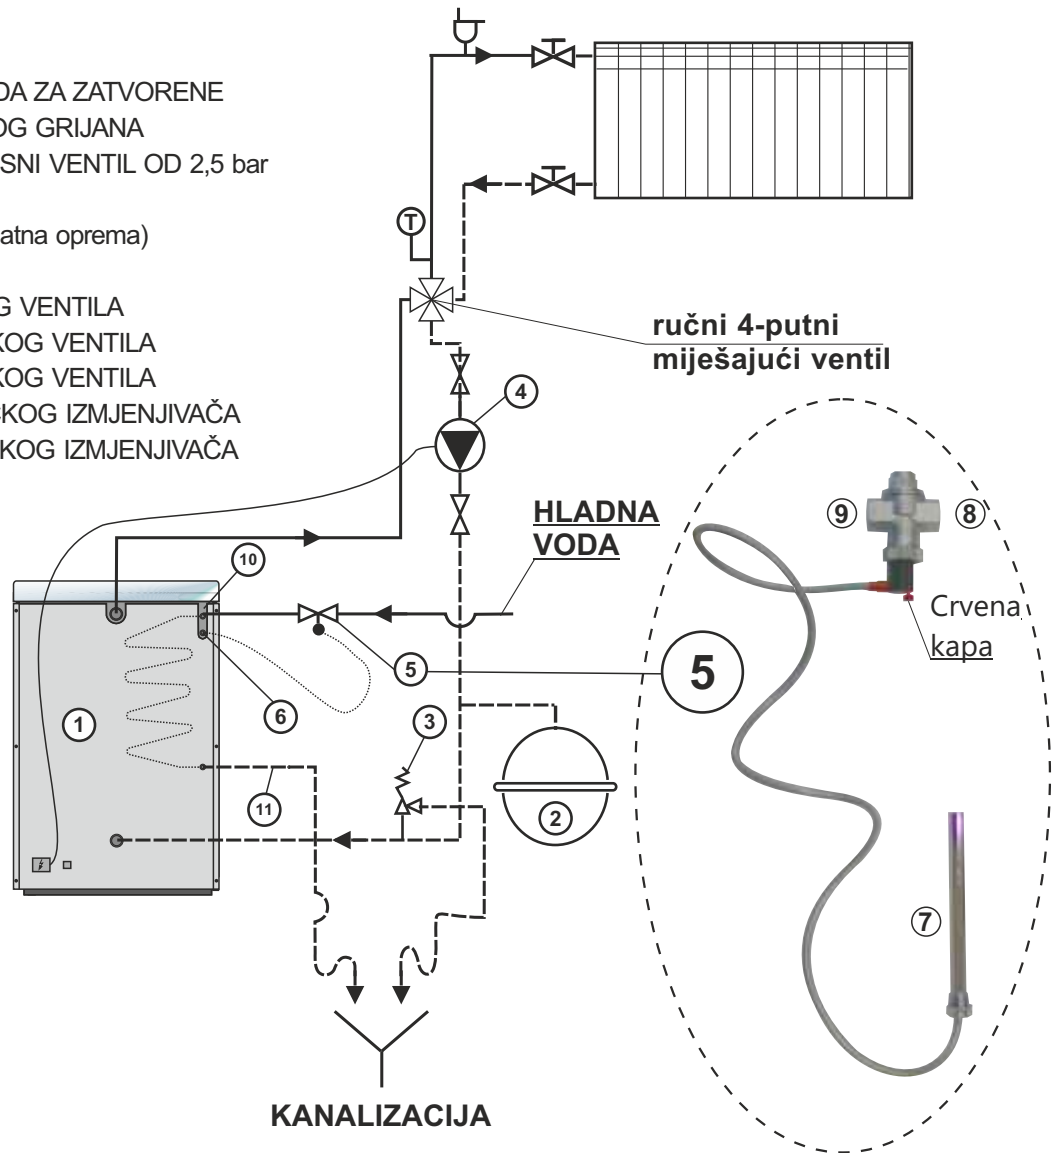 DA ZA ZATVORENE
OG GRIJANA
SNI VENTIL OD 2,5 bar
atna oprema)
G VENTILA
KOG VENTILA
KOG VENTILA
ČKOG IZMJENJIVAČA
KOG IZMJENJIVAČA
T
ručni 4-putni
miješajući ventil
4
HLADNA
VODA
9
8
10
Crvena
kapa
5
5
6
1
3
2
11
7
KANALIZACIJA